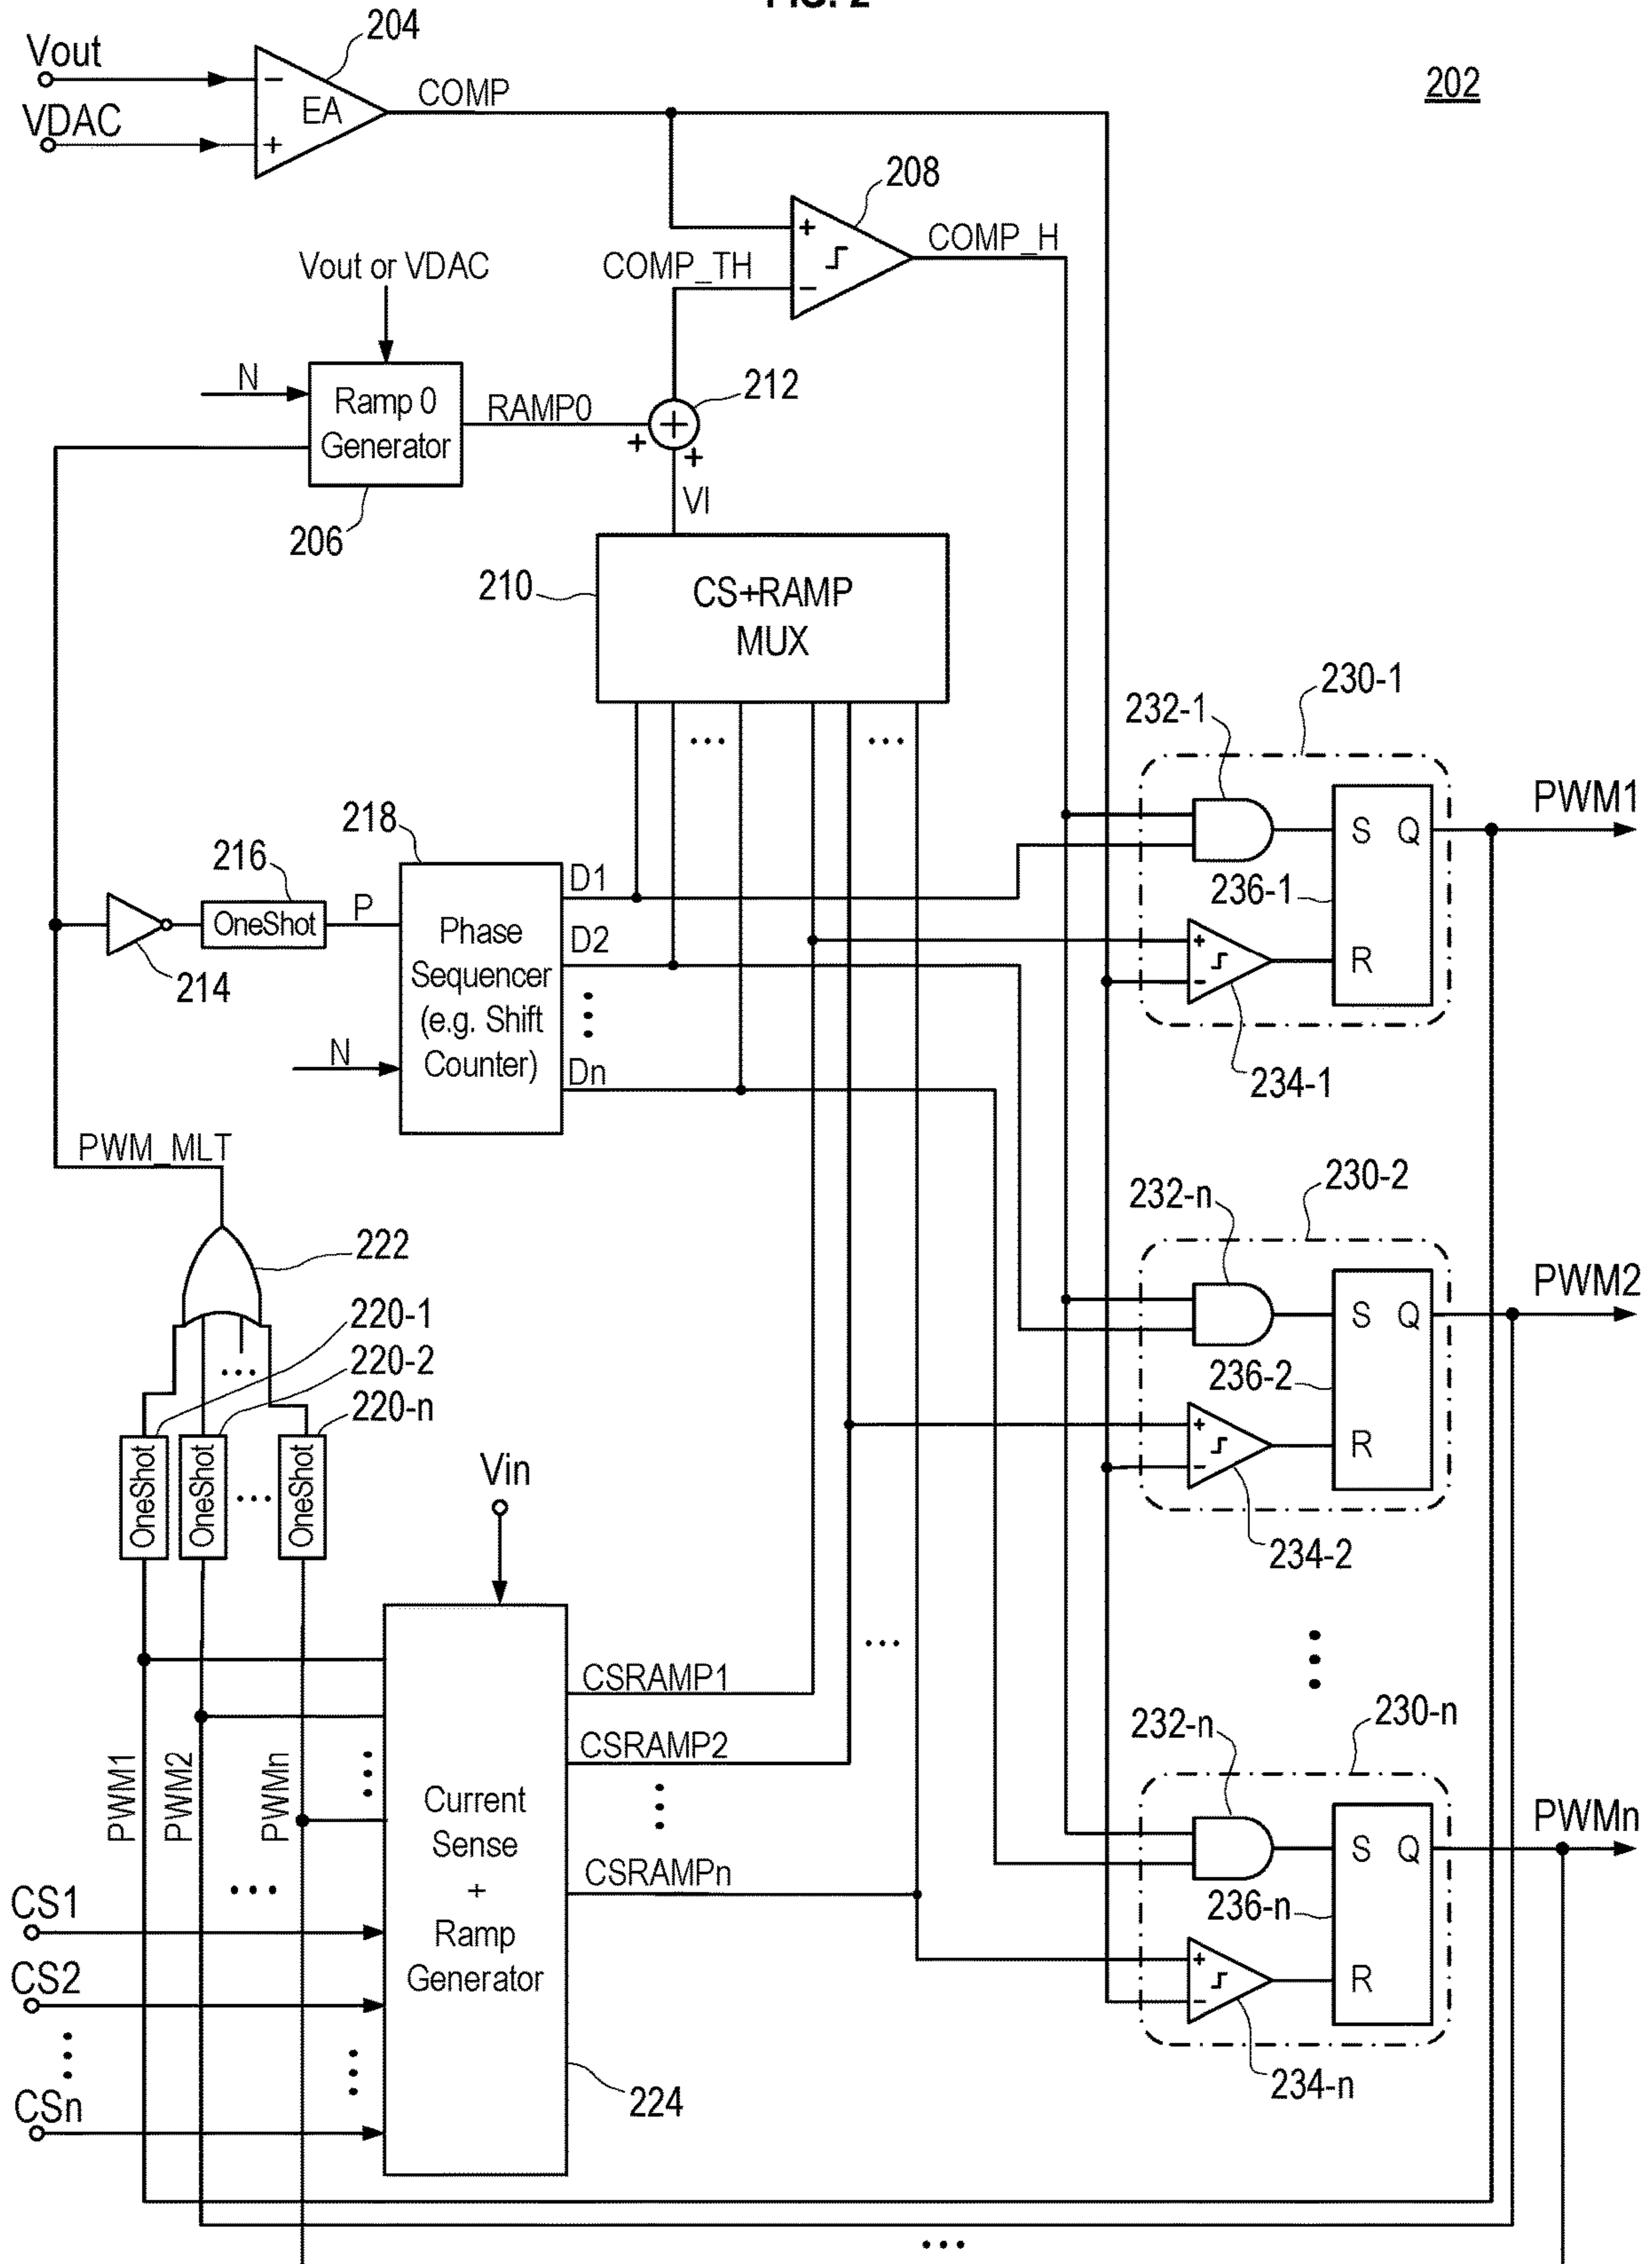 FIG. 2
202
Vout
VDAC
204
EA
COMP
-
+
208
+
-
COMP_H
COMP_TH
Vout or VDAC
N
Ramp 0
Generator
206
RAMP0
212
+
+
+
VI
210
CS+RAMP
MUX
...
...
218
216
OneShot
P
214
N
Phase
Sequencer
(e.g. Shift
Counter)
D1
D2
Dn
230-1
232-1
S Q
236-1
+
-
R
234-1
PWM1
PWM_MLT
222
220-1
220-2
220-n
...
OneShot
OneShot
...
OneShot
230-2
232-n
S Q
236-2
+
-
R
234-2
PWM2
Vin
PWM1
PWM2
PWMn
...
CS1
CS2
CSn
Current
Sense
+
Ramp
Generator
224
CSRAMP1
CSRAMP2
CSRAMPn
...
230-n
232-n
S Q
236-n
+
-
R
234-n
PWMn
...